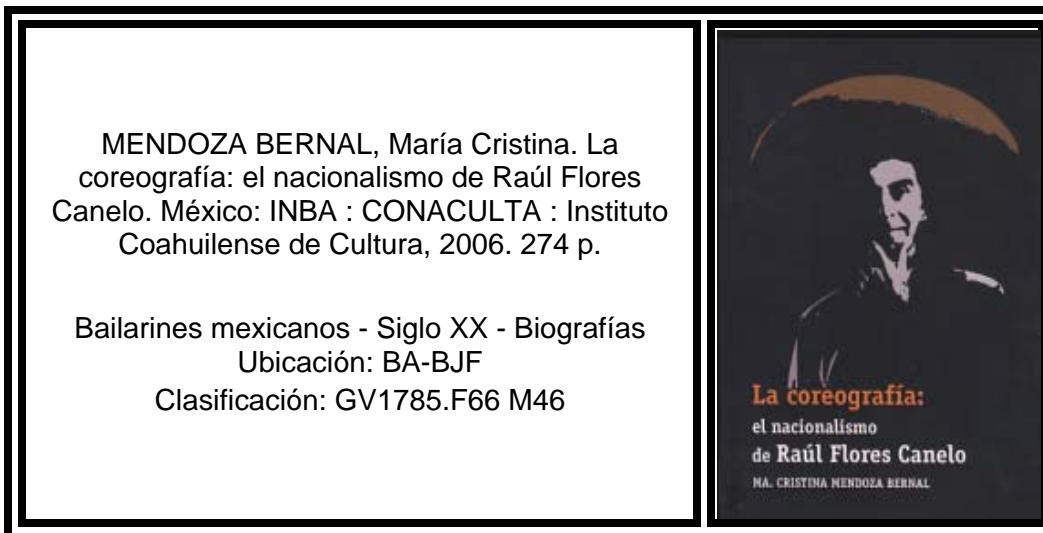 MENDOZA BERNAL, María Cristina. La
coreografía: el nacionalismo de Raúl Flores
Canelo. México: INBA : CONACULTA : Instituto
Coahuilense de Cultura, 2006. 274 p.
Bailarines mexicanos - Siglo XX - Biografías
Ubicación: BA-BJF
Clasificación: GV1785.F66 M46
La coreografía:
el nacionalismo
de Raúl Flores Canelo
MA. CRISTINA MENDOZA BERNAL